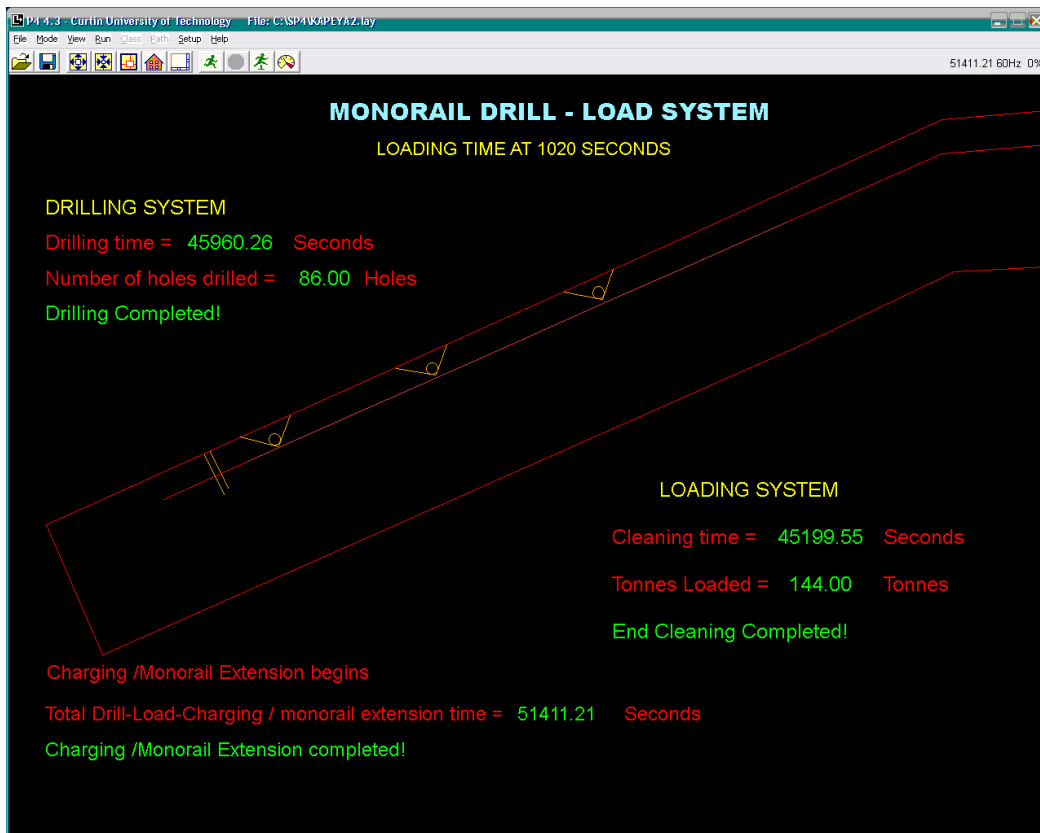 P4 4.3 - Curtin University of Technology File: C:\SP4\KAPEYA2.lay
File Mode View Run Class Path Setup Help
51411.21 60Hz 0%
MONORAIL DRILL - LOAD SYSTEM
LOADING TIME AT 1020 SECONDS
DRILLING SYSTEM
Drilling time = 45960.26 Seconds
Number of holes drilled = 86.00 Holes
Drilling Completed!
LOADING SYSTEM
Cleaning time = 45199.55 Seconds
Tonnes Loaded = 144.00 Tonnes
End Cleaning Completed!
Charging /Monorail Extension begins
Total Drill-Load-Charging / monorail extension time = 51411.21 Seconds
Charging /Monorail Extension completed!